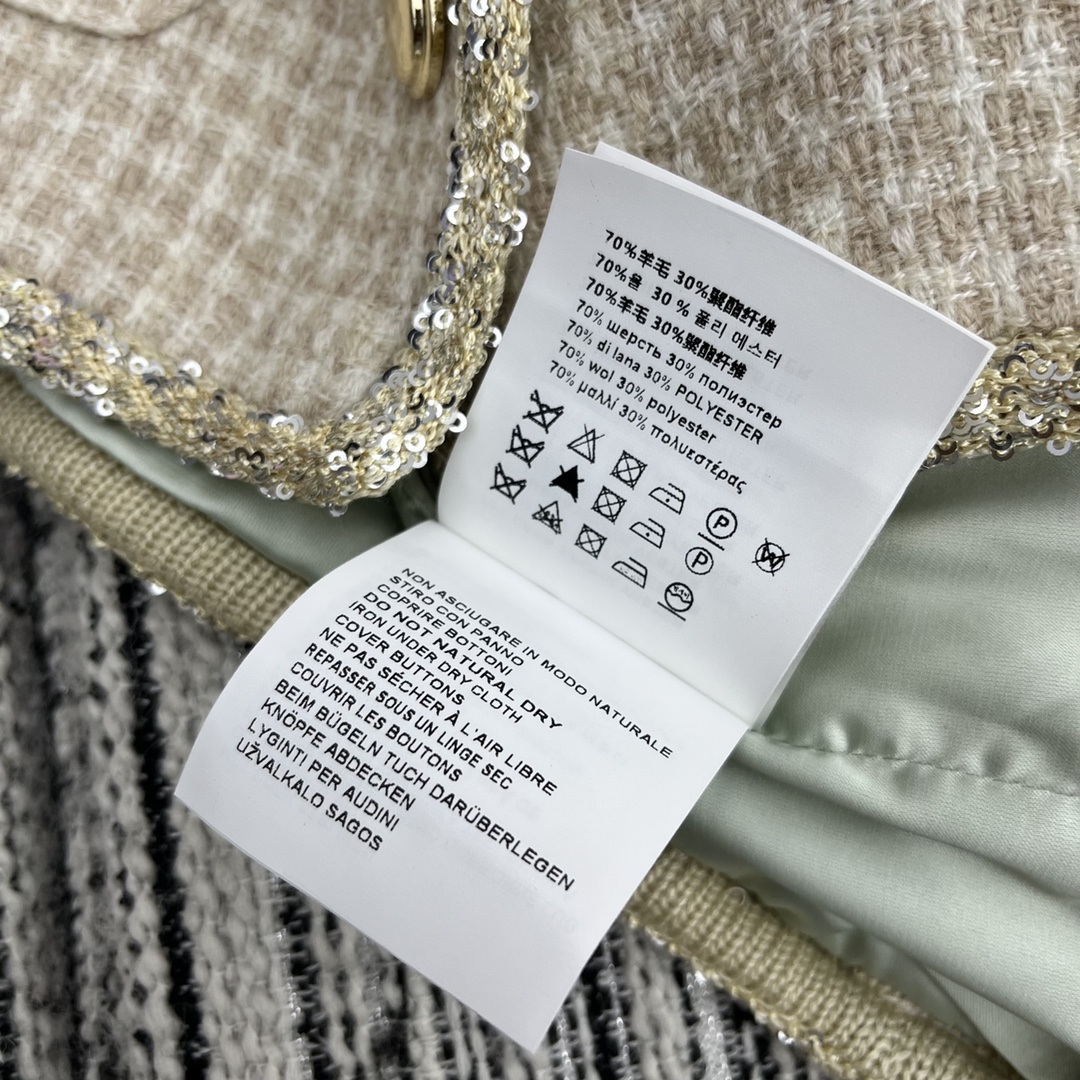 70%羊毛 30%聚酯纤维
70%울 30 % 폴리 에스터
70%羊毛 30%聚酯纤维
70% шерсть 30% полиэстер
70% di lana 30% POLYESTER
70% wol 30% polyester
70% μαλλί 30% πολυεστέρας
P
W
P
NON ASCIUGARE IN MODO NATURALE
STIRO CON PANNO
COPRIRE BOTTONI
DO NOT NATURAL DRY
IRON UNDER DRY CLOTH
COVER BUTTONS
NE PAS SÉCHER À L'AIR LIBRE
REPASSER SOUS UN LINGE SEC
COUVRIR LES BOUTONS
BEIM BÜGELN TUCH DARÜBERLEGEN
KNÖPFE ABDECKEN
LYGINTI PER AUDINI
UŽVALKALO SAGOS